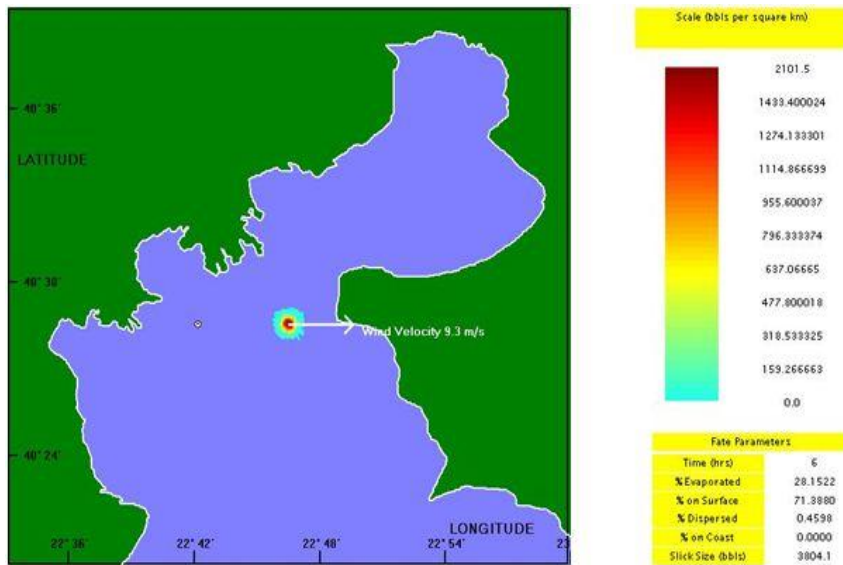 Scale (bbls per square km)
2101.5
1433.400024
1274.133301
1114.866699
955.600037
796.333374
637.06665
477.800018
318.533325
159.266663
0.0
40° 36'
LATITUDE
40° 30'
Wind Velocity 9.3 m/s
40° 24'
LONGITUDE
22° 36' 22° 42' 22° 48' 22° 54' 23
Fate Parameters
Time (hrs) 6
% Evaporated 28.1522
% on Surface 71.3880
% Dispersed 0.4598
% on Coast 0.0000
Slick Size (bbls) 3804.1